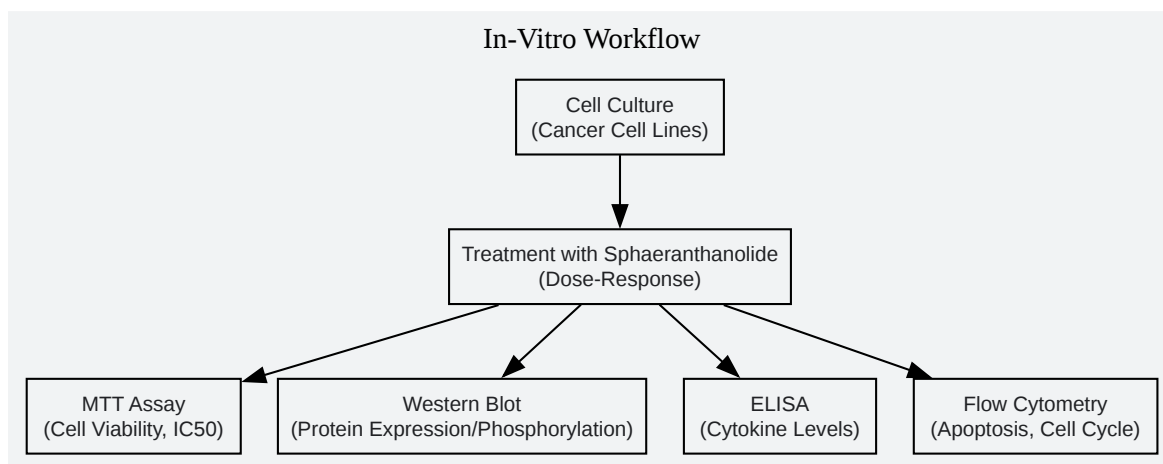 In-Vitro Workflow
Cell Culture
(Cancer Cell Lines)
Treatment with Sphaeranthanolide
(Dose-Response)
MTT Assay
(Cell Viability, IC50)
Western Blot
(Protein Expression/Phosphorylation)
ELISA
(Cytokine Levels)
Flow Cytometry
(Apoptosis, Cell Cycle)